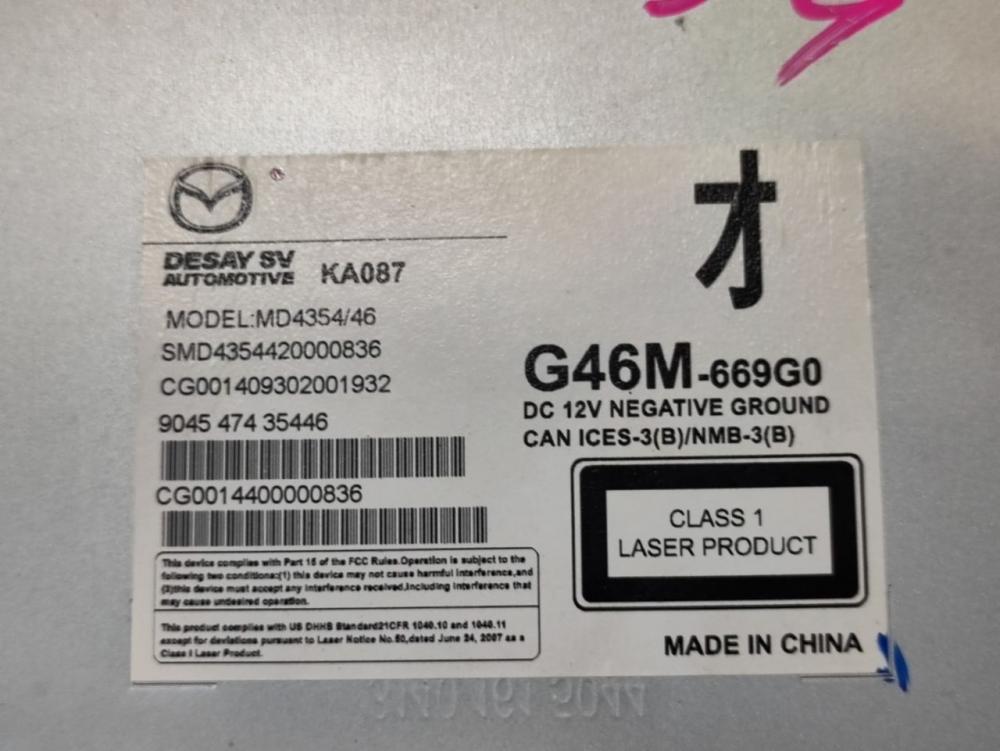 DESAY SV
AUTOMOTIVE
KA087
MODEL:MD4354/46
SMD4354420000836
CG001409302001932
9045 474 35446
CG0014400000836
This device complies with Part 15 of the FCC Rules.Operation is subject to the
following two conditions:(1) this device may not cause harmful interference,and
(2)this device must accept any interference received,including interference that
may cause undesired operation.
This product complies with US DHHS Standard21CFR 1040.10 and 1040.11
except for deviations pursuant to Laser Notice No.50,dated June 24, 2007 as a
Class I Laser Product.
才
G46M-669G0
DC 12V NEGATIVE GROUND
CAN ICES-3(B)/NMB-3(B)
CLASS 1
LASER PRODUCT
MADE IN CHINA